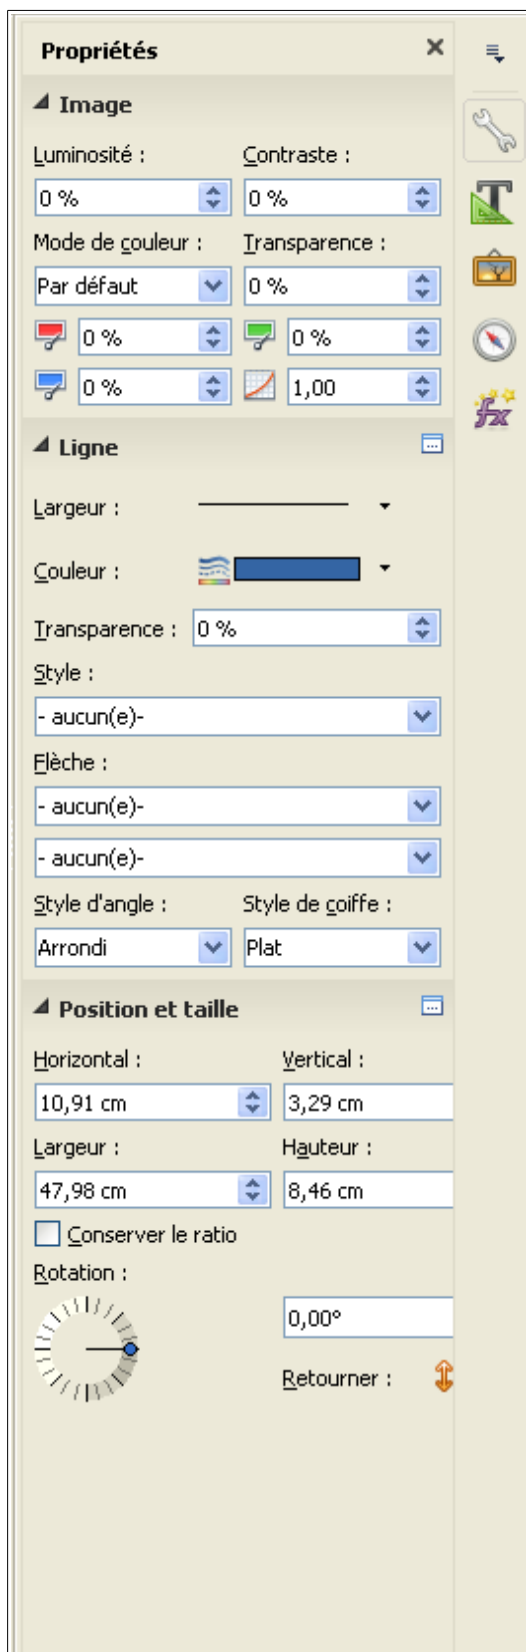 Propriétés
Image
Luminosité : Contraste :
0 % 0 %
Mode de couleur : Transparence :
Par défaut 0 %
0 % 0 %
0 % 1,00
Ligne
Largeur :
Couleur :
Transparence : 0 %
Style :
- aucun(e)-
Flèche :
- aucun(e)-
- aucun(e)-
Style d'angle : Style de coiffe :
Arrondi Plat
Position et taille
Horizontal : Vertical :
10,91 cm 3,29 cm
Largeur : Hauteur :
47,98 cm 8,46 cm
Conserver le ratio
Rotation :
0,00°
Retourner :